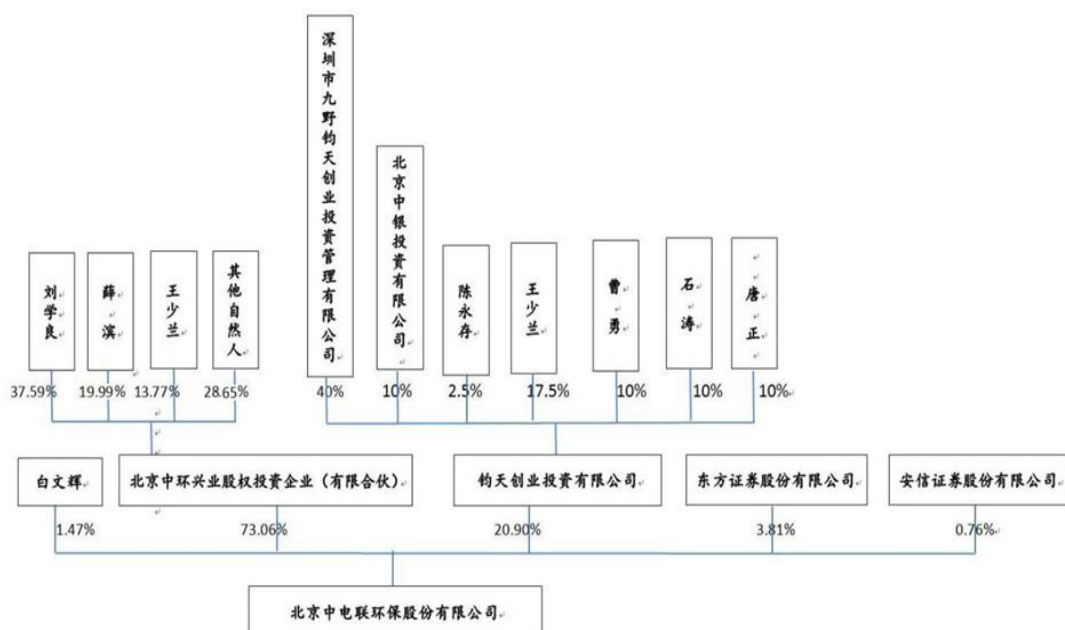 深圳市九野钧天创业投资管理有限公司
北京中银投资有限公司
刘学良
薛滨
王少兰
其他自然人
陈永存
王少兰
曹勇
石涛
唐正
37.59%
19.99%
13.77%
28.65%
40%
10%
2.5%
17.5%
10%
10%
10%
白文辉
北京中环兴业股权投资企业（有限合伙）
钧天创业投资有限公司
东方证券股份有限公司
安信证券股份有限公司
1.47%
73.06%
20.90%
3.81%
0.76%
北京中电联环保股份有限公司